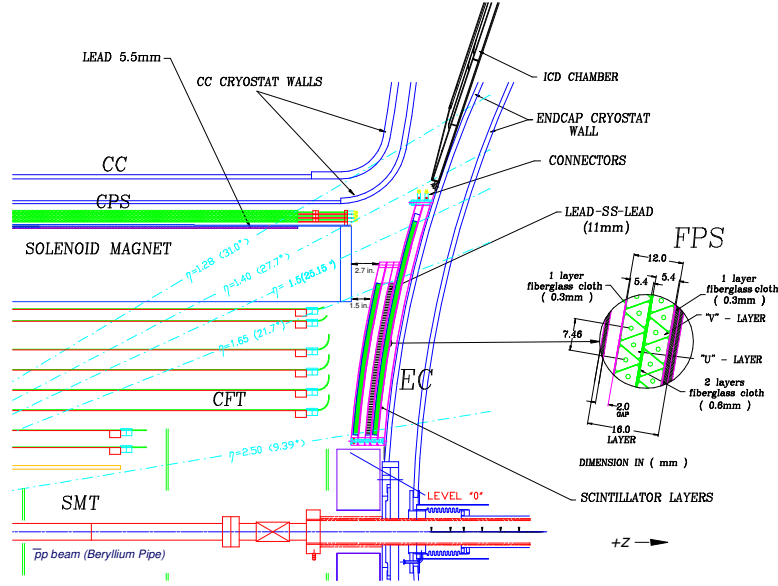 LEAD 5.5mm
CC CRYOSTAT WALLS
ICD CHAMBER
ENDCAP CRYOSTAT
WALL
CONNECTORS
CC
CPS
SOLENOID MAGNET
LEAD-SS-LEAD
(11mm)
FPS
12.0
5.4
5.4
1 layer
fiberglass cloth
( 0.3mm )
1 layer
fiberglass cloth
( 0.3mm )
"V" - LAYER
"U" - LAYER
2 layers
fiberglass cloth
( 0.6mm )
7.46
2.0
GAP
16.0
LAYER
DIMENSION IN ( mm )
η=1.28 (31.0°)
η=1.40 (27.7°)
η = 1.5(25.15°)
η=1.65 (21.7°)
η=2.50 (9.39°)
2.7 in.
1.5 in.
EC
CFT
SMT
LEVEL "0"
SCINTILLATOR LAYERS
+Z
p̅p beam (Beryllium Pipe)